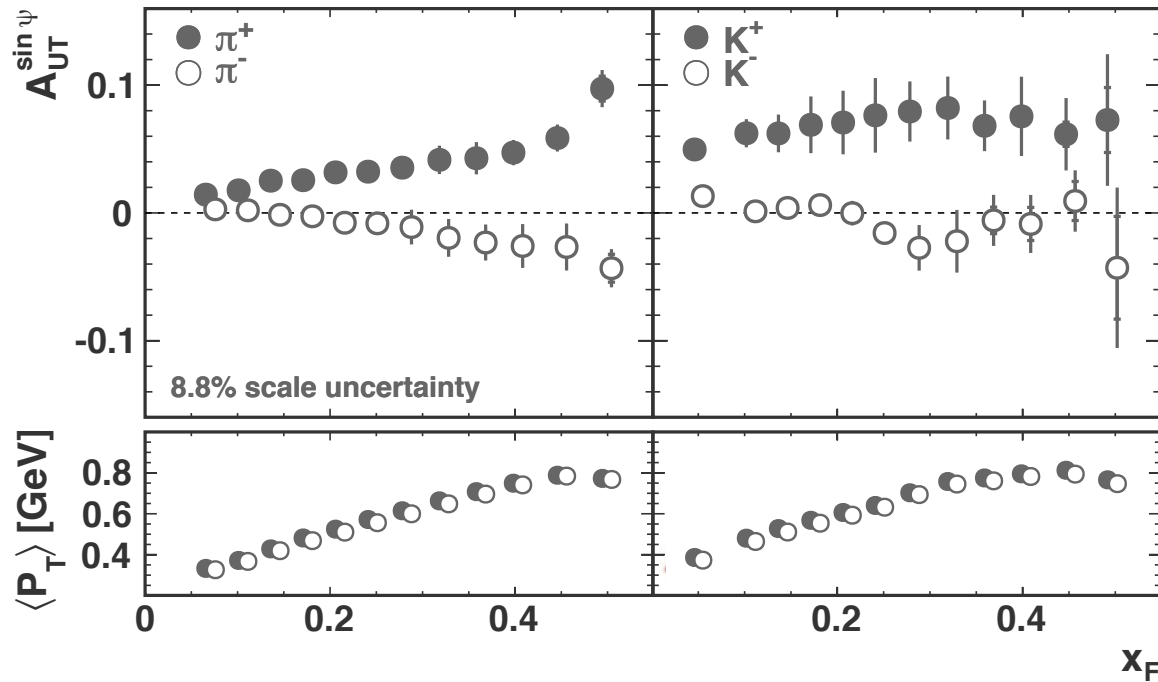 A_UT^sin ψ
π+
π-
K+
K-
0.1
0
-0.1
8.8% scale uncertainty
⟨P_T⟩ [GeV]
0.8
0.6
0.4
0 0.2 0.4 0.2 0.4
x_F